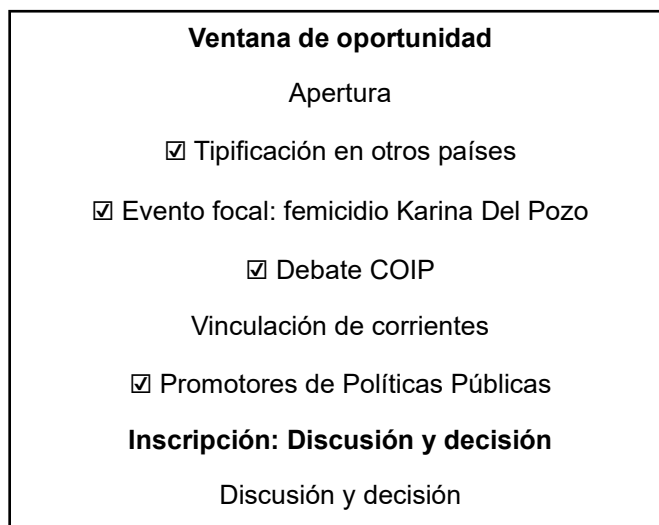 Ventana de oportunidad
Apertura
☑ Tipificación en otros países
☑ Evento focal: femicidio Karina Del Pozo
☑ Debate COIP
Vinculación de corrientes
☑ Promotores de Políticas Públicas
Inscripción: Discusión y decisión
Discusión y decisión